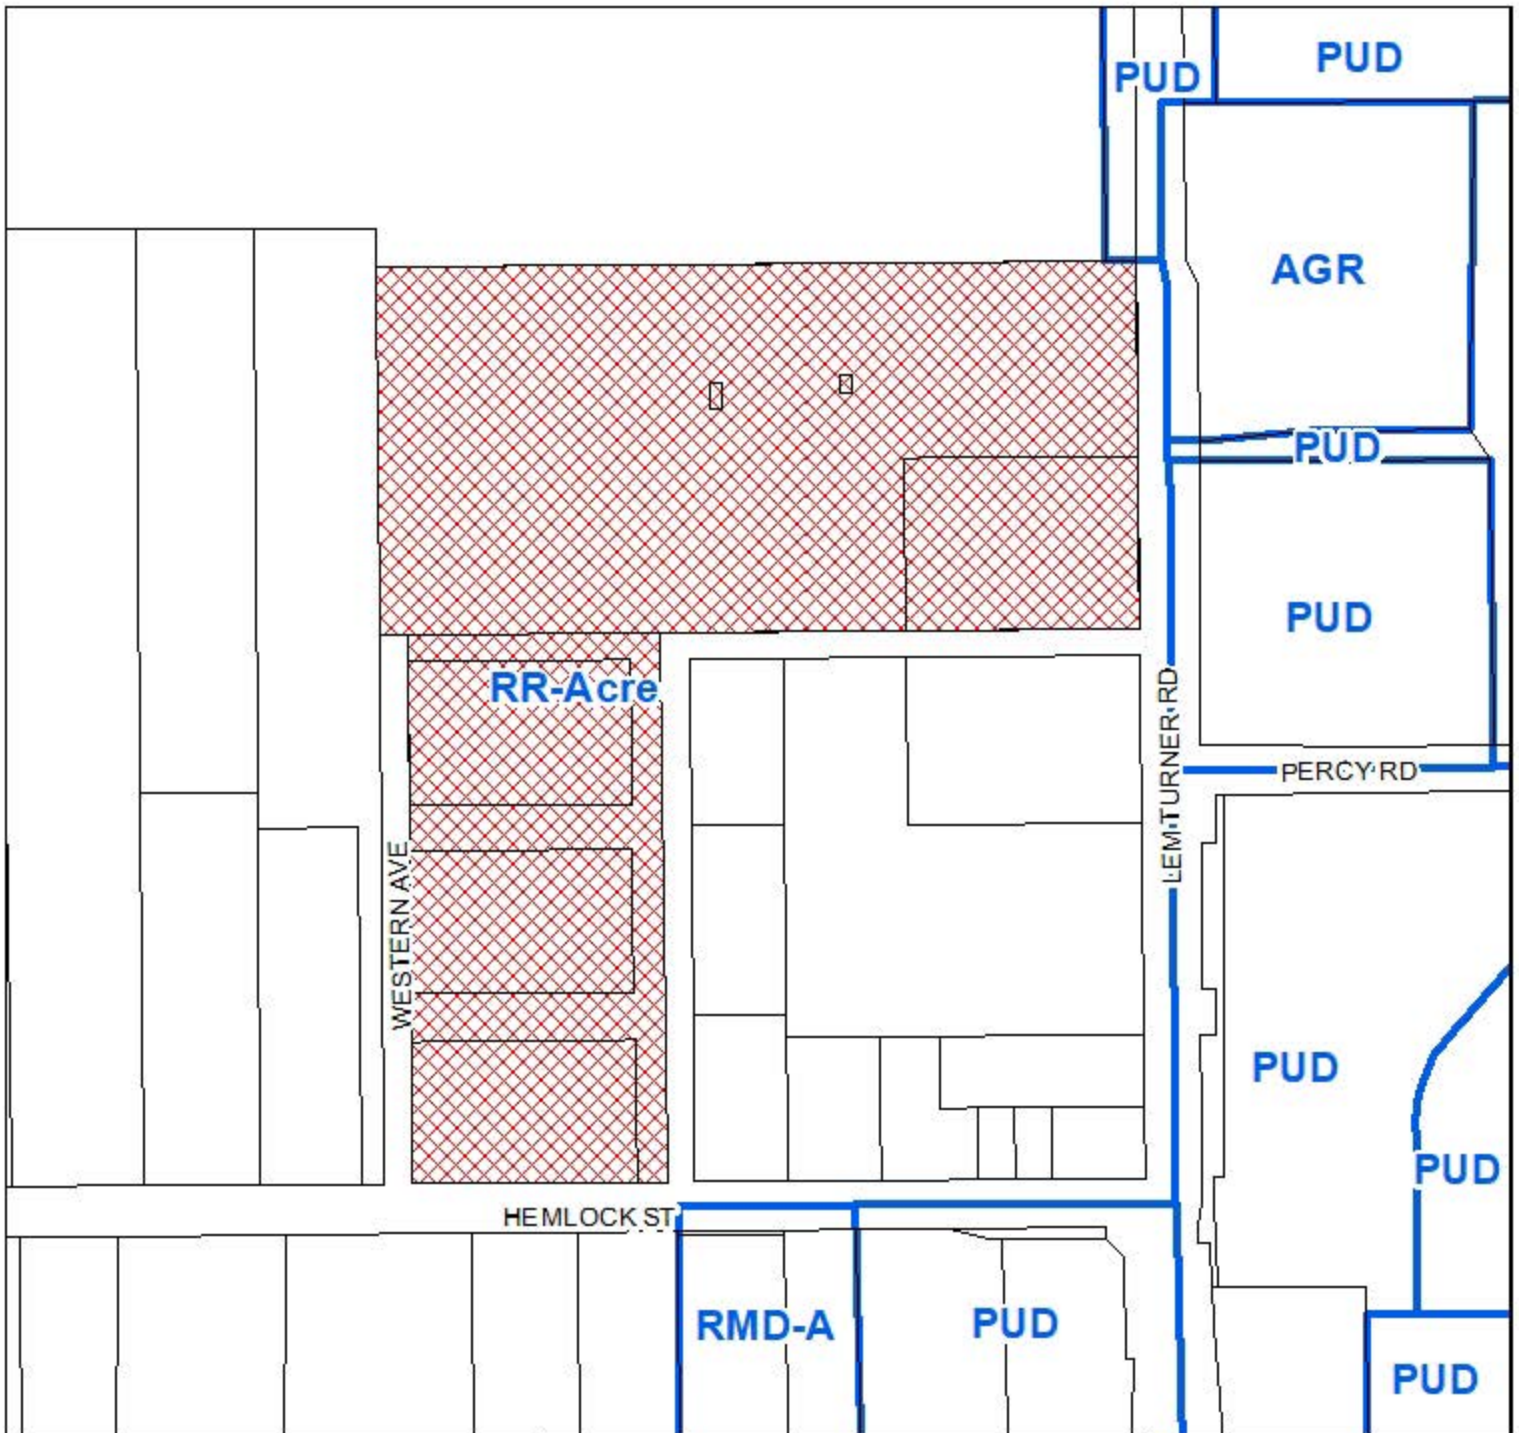 PUD
PUD
AGR
PUD
PUD
RR-Acre
LEM TURNER RD
PERCY RD
WESTERN AVE
PUD
PUD
HEMLOCK ST
RMD-A
PUD
PUD